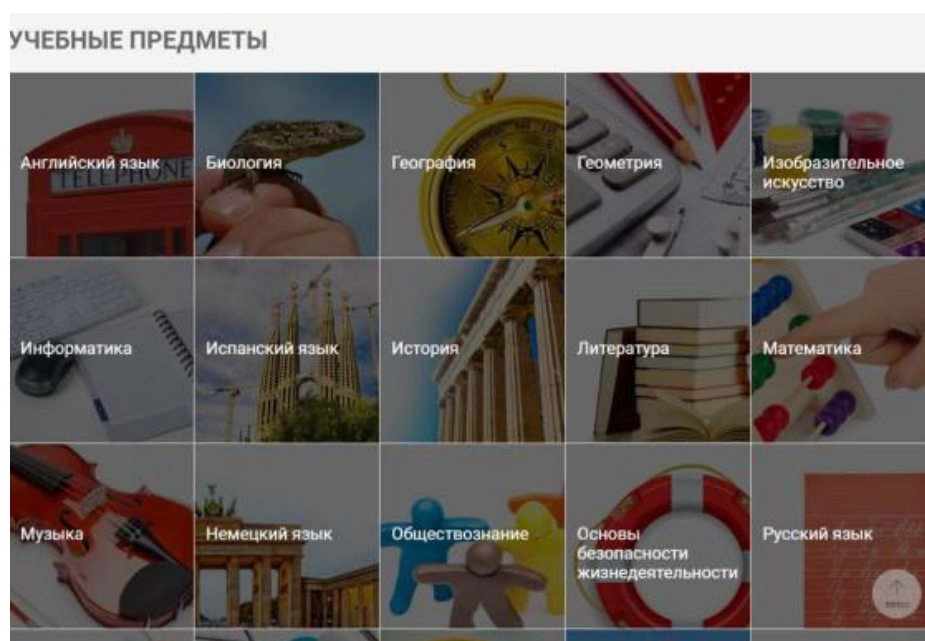 УЧЕБНЫЕ ПРЕДМЕТЫ
Английский язык
TELEPHONE
Биология
География
Геометрия
Изобразительное
искусство
Информатика
Испанский язык
История
Литература
Математика
Музыка
Немецкий язык
Обществознание
Основы
безопасности
жизнедеятельности
Русский язык